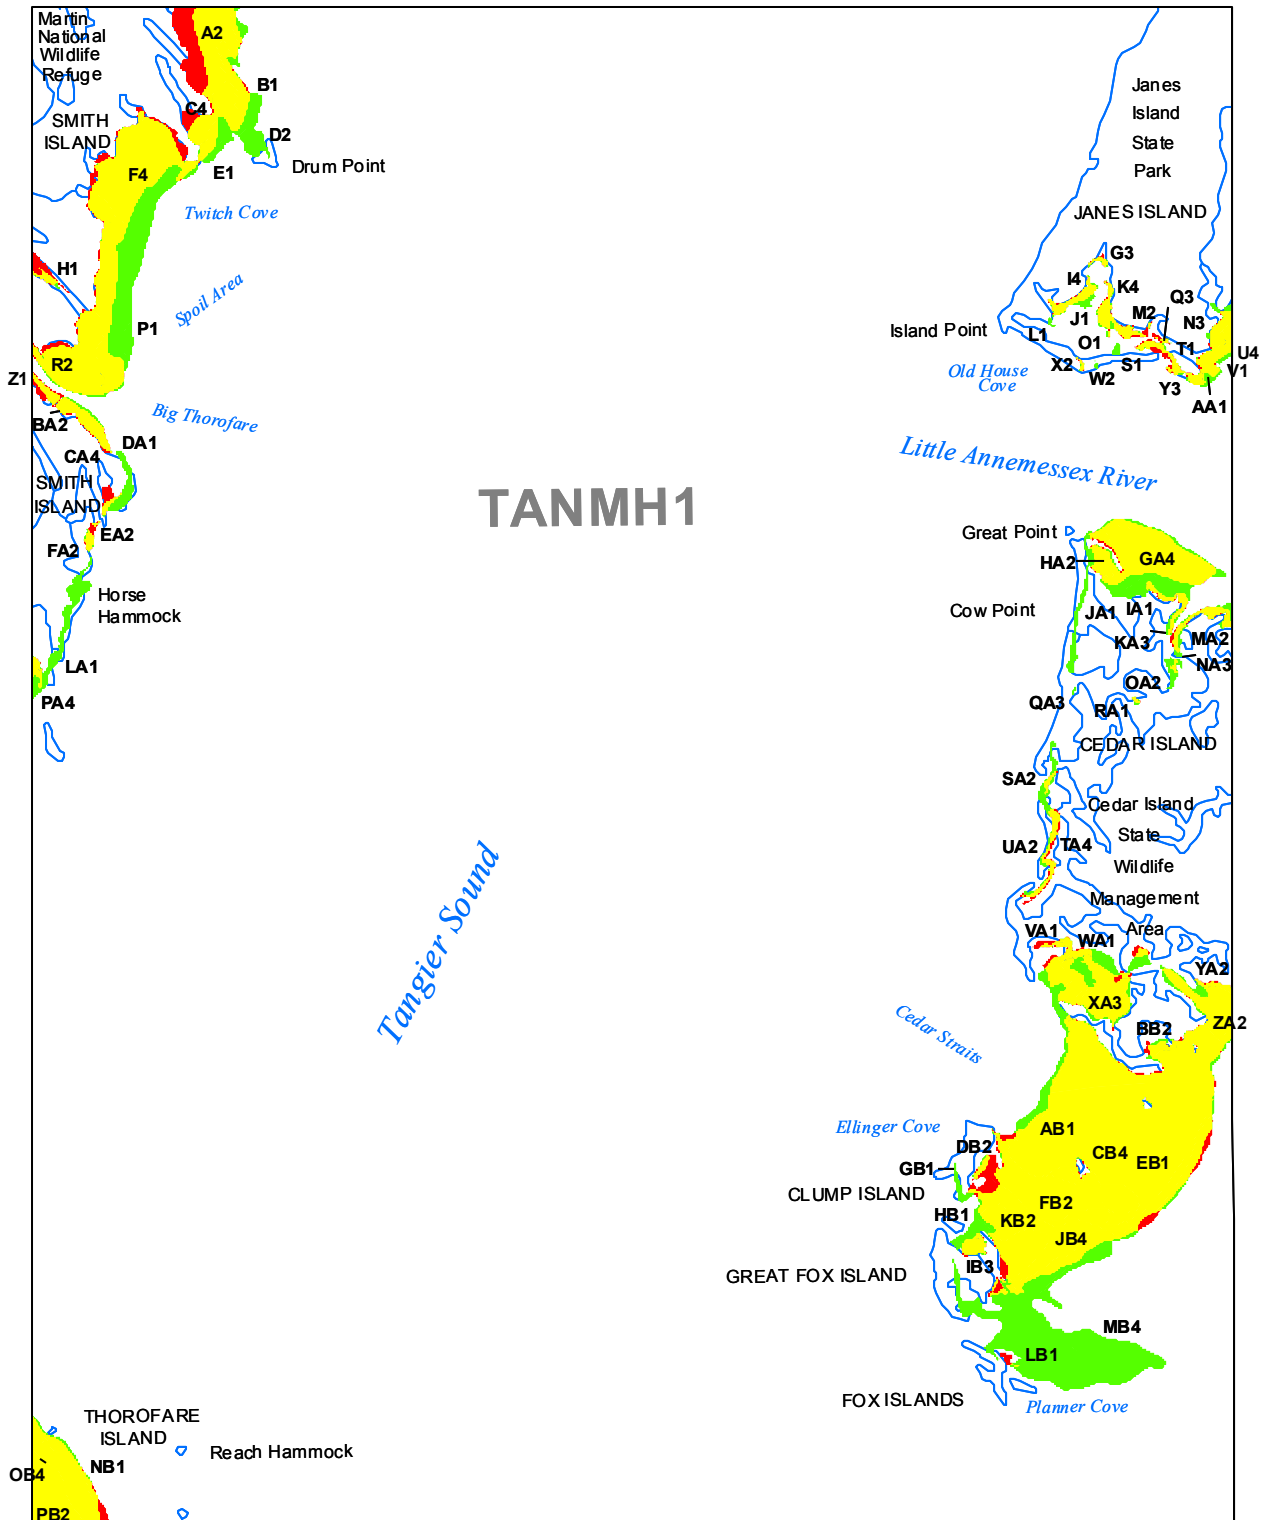 Martin
National
Wildlife
Refuge
A2
B1
C4
SMITH
ISLAND
D2
Drum Point
F4
E1
Twitch Cove
H1
Spoil Area
P1
R2
Z1
BA2
Big Thorofare
DA1
CA4
SMITH
ISLAND
EA2
FA2
Horse
Hammock
LA1
PA4
Janes
Island
State
Park
JANES ISLAND
G3
I4
K4
Q3
M2
N3
J1
Island Point
L1
O1
T1
U4
S1
X2
W2
V1
Y3
Old House
Cove
AA1
Little Annemessex River
TANMH1
Great Point
HA2
GA4
Cow Point
JA1
IA1
KA3
MA2
NA3
OA2
QA3
RA1
CEDAR ISLAND
SA2
Cedar Island
State
UA2
TA4
Wildlife
Management
Area
VA1
WA1
YA2
XA3
ZA2
BB2
Tangier Sound
Cedar Straits
Ellinger Cove
AB1
DB2
CB4
EB1
GB1
CLUMP ISLAND
FB2
HB1
KB2
JB4
IB3
GREAT FOX ISLAND
MB4
LB1
FOX ISLANDS
Planner Cove
THOROFARE
ISLAND
Reach Hammock
NB1
OB4
PB2